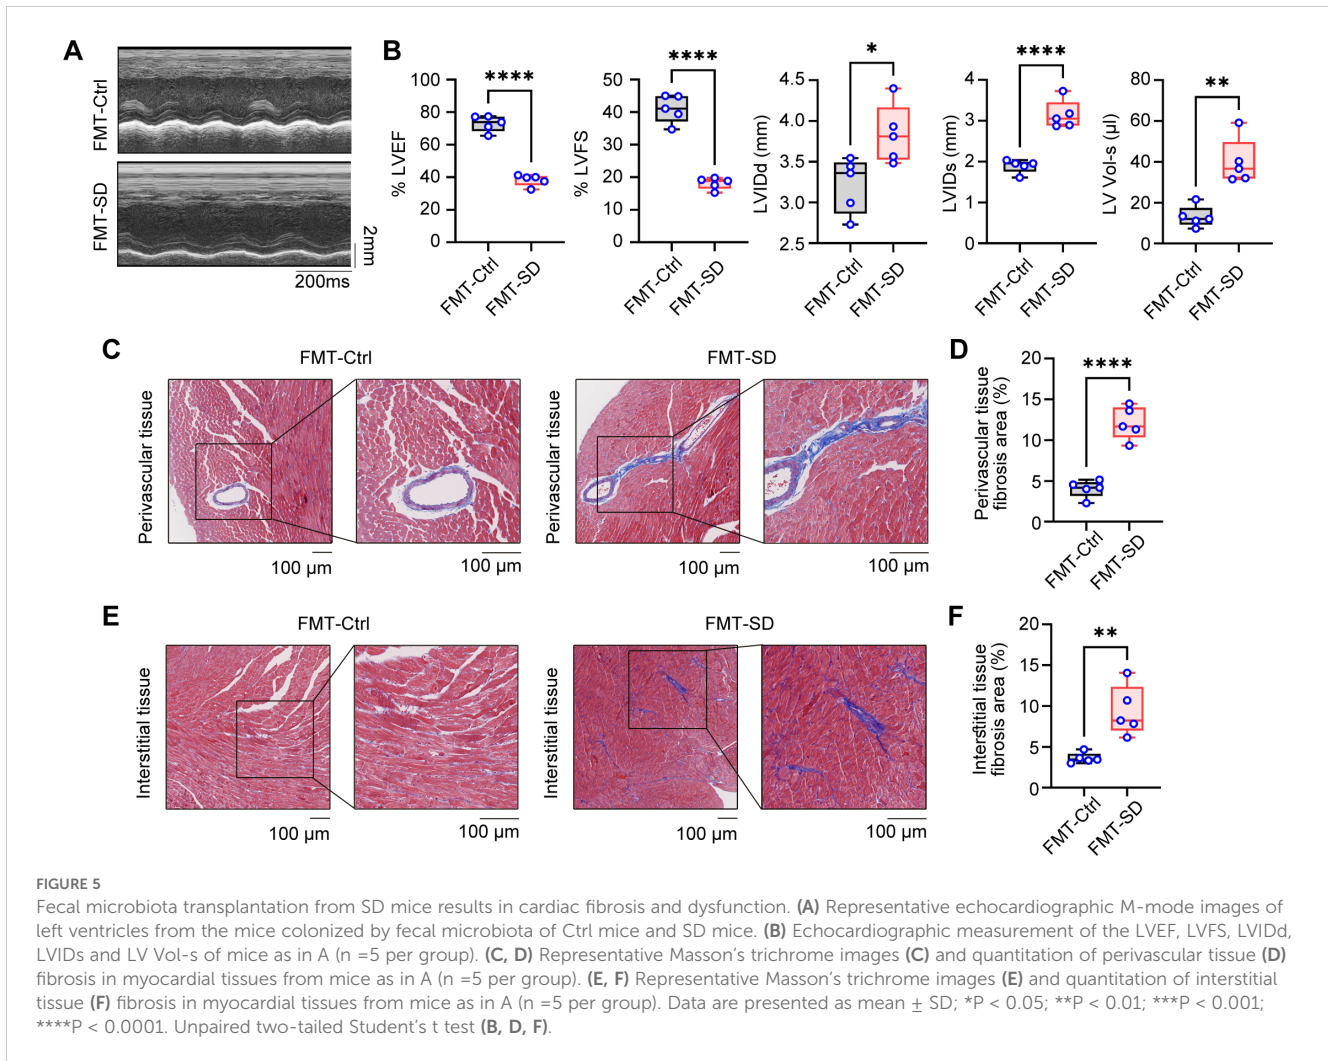 A
FMT-Ctrl
FMT-SD
2mm
200ms
B
****
% LVEF
100
80
60
40
20
0
FMT-Ctrl
FMT-SD
****
% LVFS
50
40
30
20
10
0
FMT-Ctrl
FMT-SD
*
LVIDd (mm)
4.5
4.0
3.5
3.0
2.5
FMT-Ctrl
FMT-SD
****
LVIDs (mm)
4
3
2
1
0
FMT-Ctrl
FMT-SD
**
LV Vol-s (µl)
80
60
40
20
0
FMT-Ctrl
FMT-SD
C
FMT-Ctrl
FMT-SD
Perivascular tissue
100 µm
100 µm
Perivascular tissue
100 µm
100 µm
D
****
Perivascular tissue
fibrosis area (%)
20
15
10
5
0
FMT-Ctrl
FMT-SD
E
FMT-Ctrl
FMT-SD
Interstitial tissue
100 µm
100 µm
Interstitial tissue
100 µm
100 µm
F
**
Interstitial tissue
fibrosis area (%)
20
15
10
5
0
FMT-Ctrl
FMT-SD
FIGURE 5
Fecal microbiota transplantation from SD mice results in cardiac fibrosis and dysfunction. (A) Representative echocardiographic M-mode images of
left ventricles from the mice colonized by fecal microbiota of Ctrl mice and SD mice. (B) Echocardiographic measurement of the LVEF, LVFS, LVIDd,
LVIDs and LV Vol-s of mice as in A (n =5 per group). (C, D) Representative Masson's trichrome images (C) and quantitation of perivascular tissue (D)
fibrosis in myocardial tissues from mice as in A (n =5 per group). (E, F) Representative Masson's trichrome images (E) and quantitation of interstitial
tissue (F) fibrosis in myocardial tissues from mice as in A (n =5 per group). Data are presented as mean ± SD; *P < 0.05; **P < 0.01; ***P < 0.001;
****P < 0.0001. Unpaired two-tailed Student's t test (B, D, F).